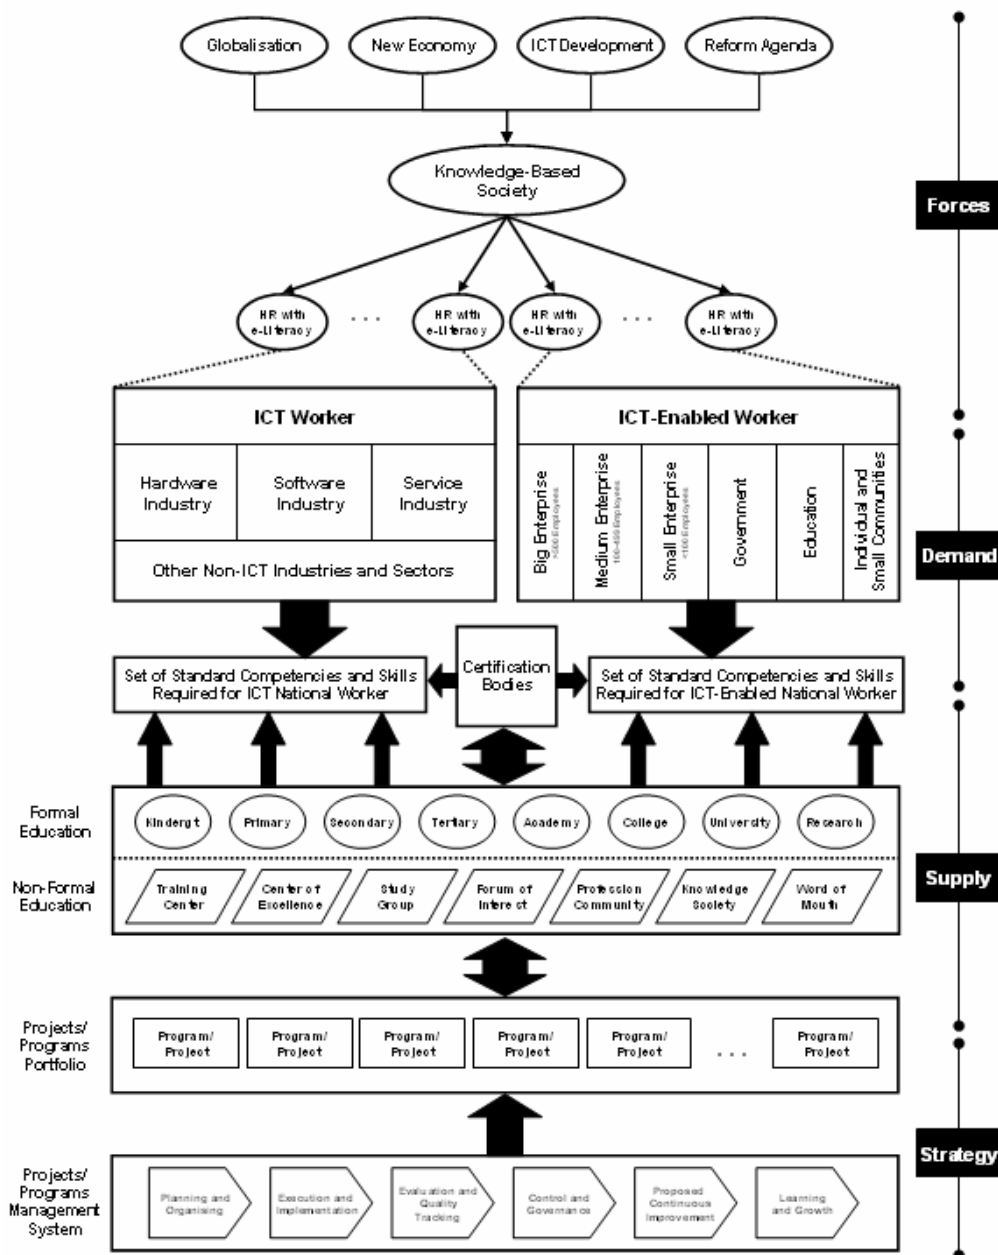 Globalisation
New Economy
ICT Development
Reform Agenda
Knowledge-Based
Society
Forces
HR with
e-Literacy
. . .
HR with
e-Literacy
HR with
e-Literacy
. . .
HR with
e-Literacy
ICT Worker
Hardware
Industry
Software
Industry
Service
Industry
Other Non-ICT Industries and Sectors
ICT-Enabled Worker
Big Enterprise
>500 Employees
Medium Enterprise
100-499 Employees
Small Enterprise
<100 Employees
Government
Education
Individual and
Small Communities
Demand
Set of Standard Competencies and Skills
Required for ICT National Worker
Certification
Bodies
Set of Standard Competencies and Skills
Required for ICT-Enabled National Worker
Formal
Education
Kindergt
Primary
Secondary
Tertiary
Academy
College
University
Research
Non-Formal
Education
Training
Center
Center of
Excellence
Study
Group
Forum of
Interest
Profession
Community
Knowledge
Society
Word of
Mouth
Supply
Projects/
Programs
Portfolio
Program/
Project
Program/
Project
Program/
Project
Program/
Project
Program/
Project
. . .
Program/
Project
Strategy
Projects/
Programs
Management
System
Planning and
Organising
Execution and
Implementation
Evaluation and
Quality
Tracking
Control and
Governance
Proposed
Continuous
Improvement
Learning
and Growth